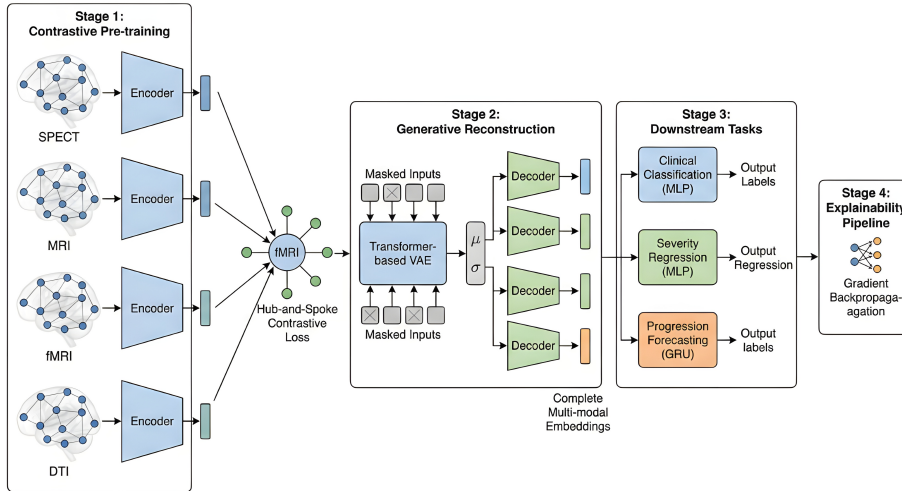 Stage 1:
Contrastive Pre-training
Encoder
SPECT
Encoder
MRI
Encoder
fMRI
Encoder
DTI
fMRI
Hub-and-Spoke
Contrastive
Loss
Stage 2:
Generative Reconstruction
Masked Inputs
Transformer-
based VAE
Masked Inputs
μ
σ
Decoder
Decoder
Decoder
Decoder
Complete
Multi-modal
Embeddings
Stage 3:
Downstream Tasks
Clinical
Classification
(MLP)
Output
Labels
Severity
Regression
(MLP)
Output
Regression
Progression
Forecasting
(GRU)
Output
labels
Stage 4:
Explainability
Pipeline
Gradient
Backpropaga-
agation